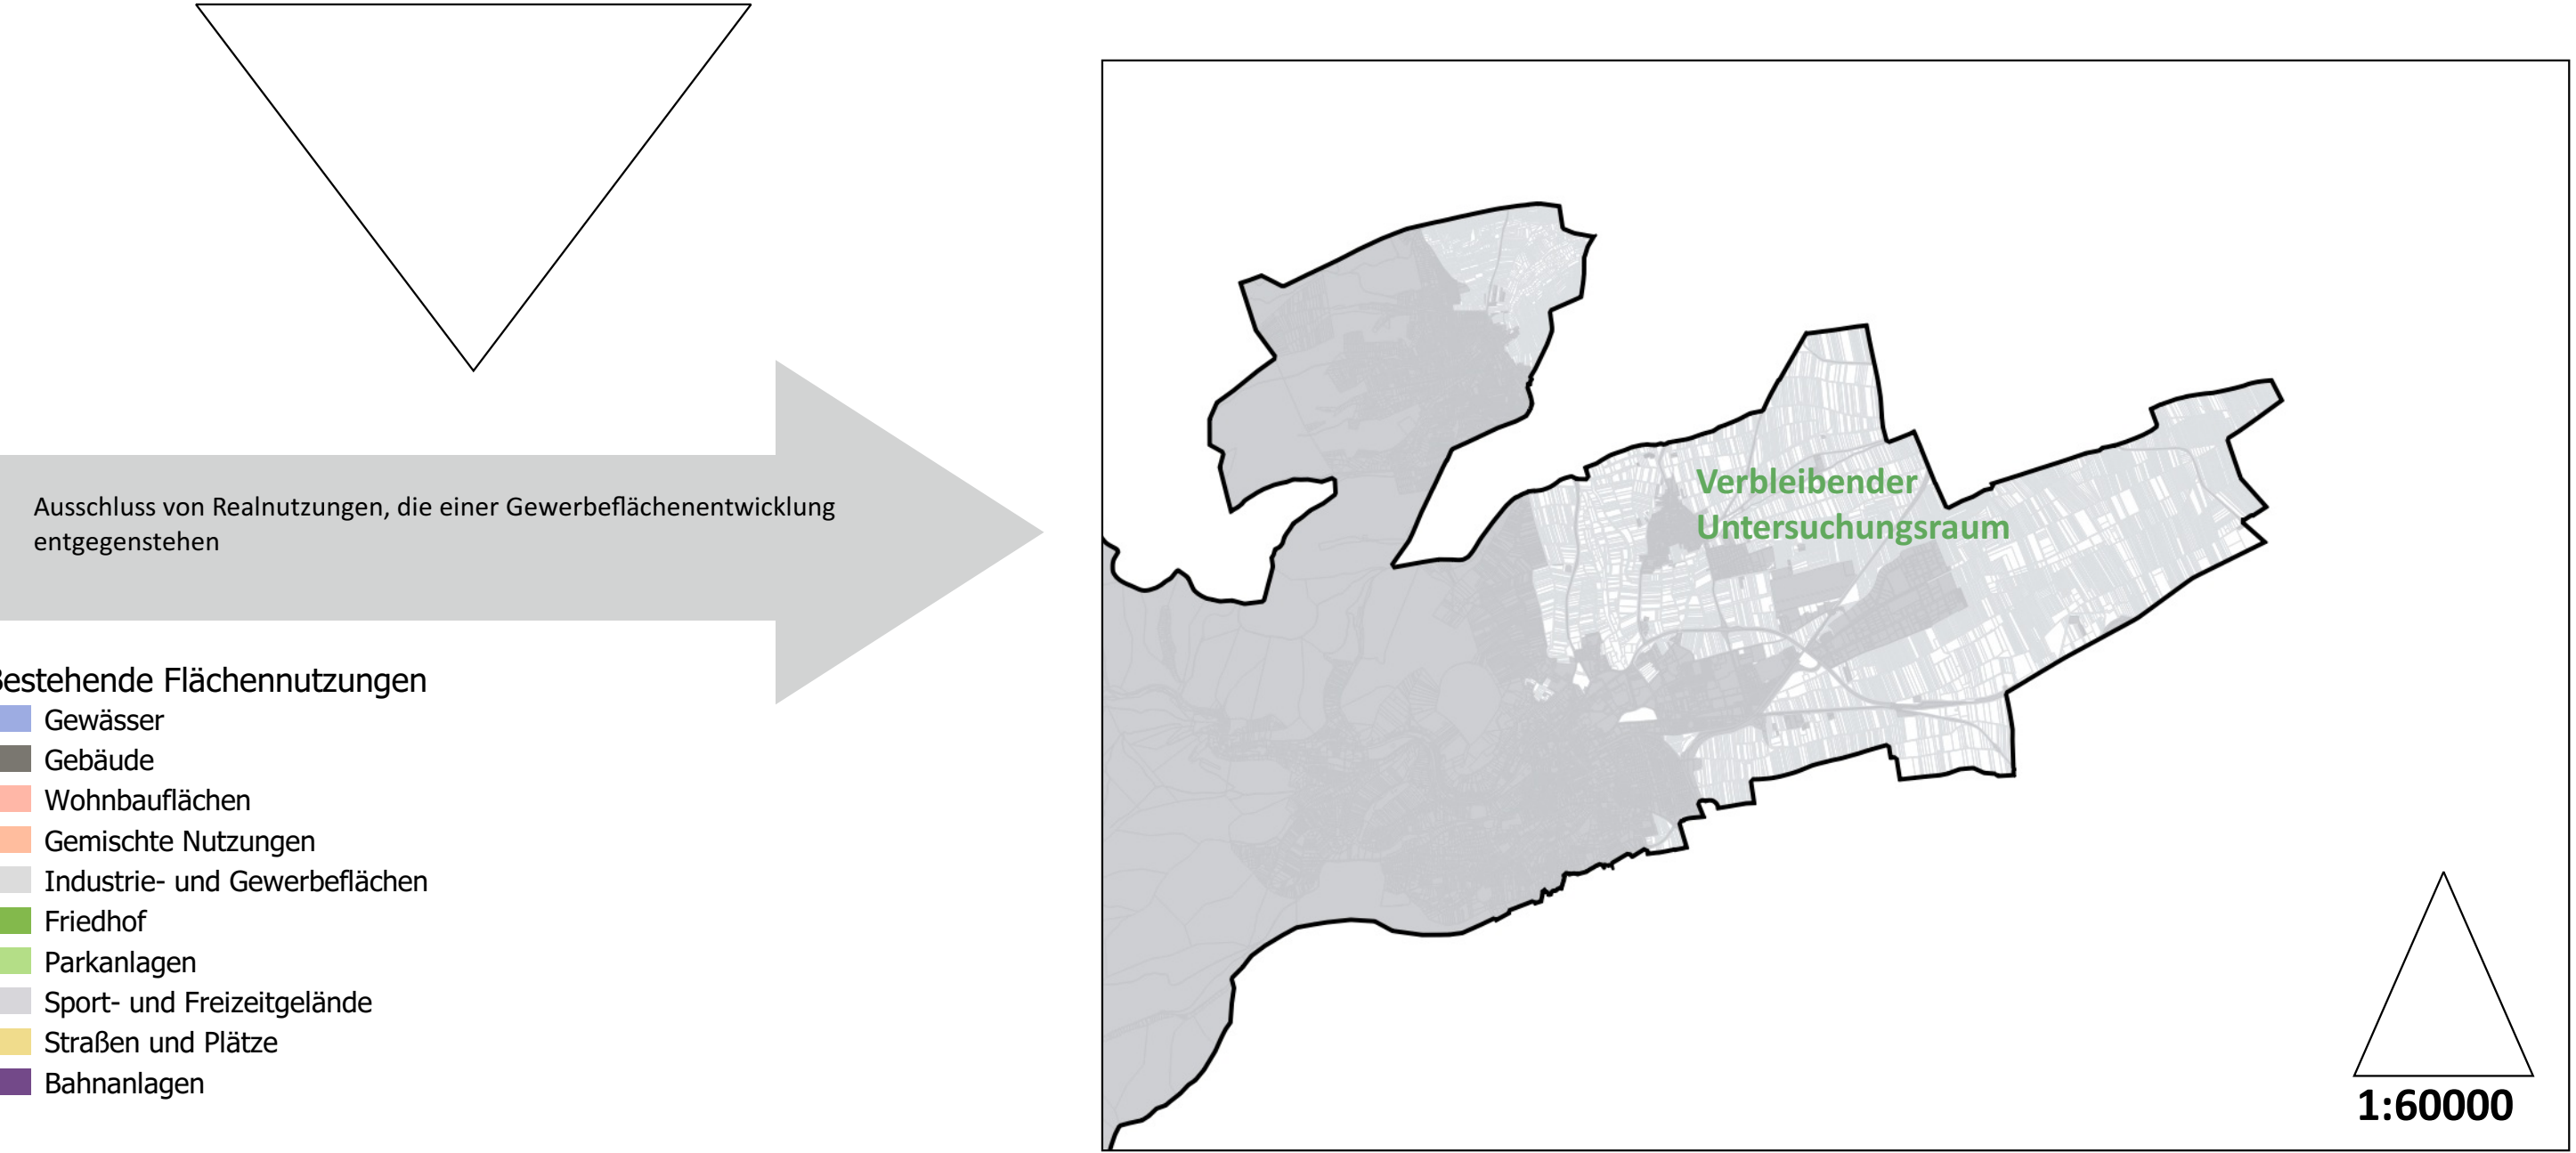 Ausschluss von Realnutzungen, die einer Gewerbeflächenentwicklung
entgegenstehen
Bestehende Flächennutzungen
Gewässer
Gebäude
Wohnbauflächen
Gemischte Nutzungen
Industrie- und Gewerbeflächen
Friedhof
Parkanlagen
Sport- und Freizeitgelände
Straßen und Plätze
Bahnanlagen
Verbleibender
Untersuchungsraum
1:60000